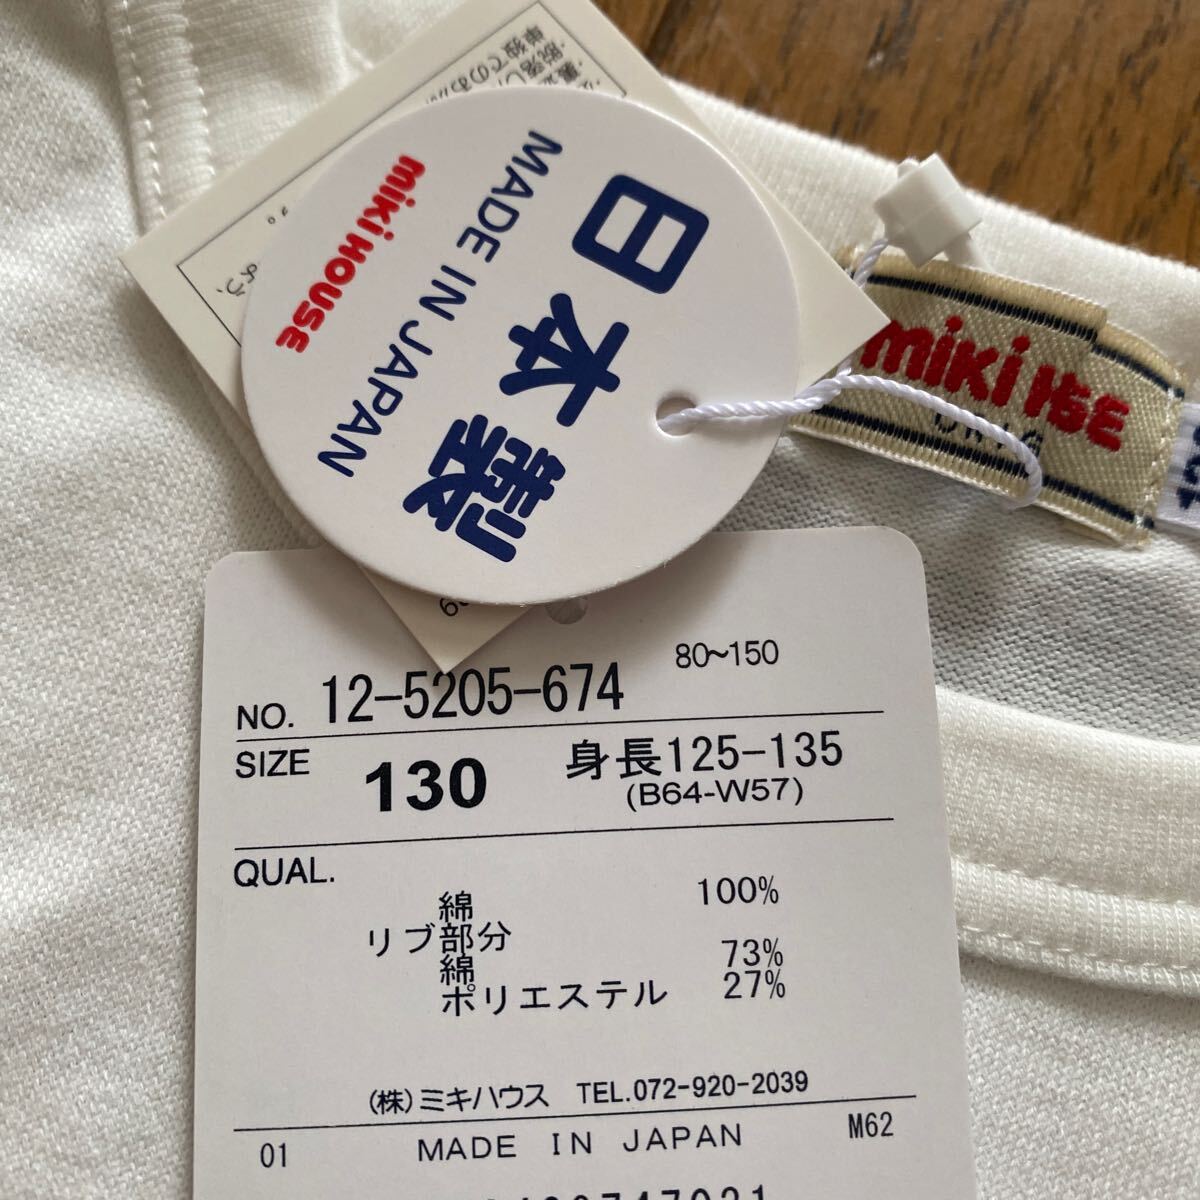 日本製
MADE IN JAPAN
miki HOUSE
miki HOUSE
NO. 12-5205-674 80~150
SIZE 130 身長125-135
(B64-W57)
QUAL.
綿 100%
リブ部分
綿 73%
ポリエステル 27%
(株)ミキハウス TEL.072-920-2039
01 MADE IN JAPAN M62